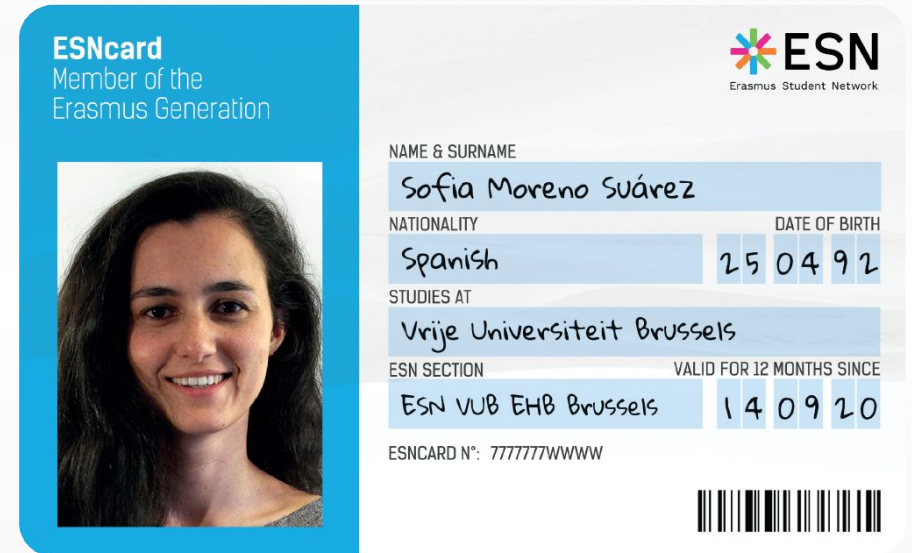 ESNcard
Member of the
Erasmus Generation
ESN
Erasmus Student Network
NAME & SURNAME
Sofia Moreno Suárez
NATIONALITY DATE OF BIRTH
Spanish 250492
STUDIES AT
Vrije Universiteit Brussels
ESN SECTION VALID FOR 12 MONTHS SINCE
ESN VUB EHB Brussels 140920
ESNCARD N°: 7777777WWWW